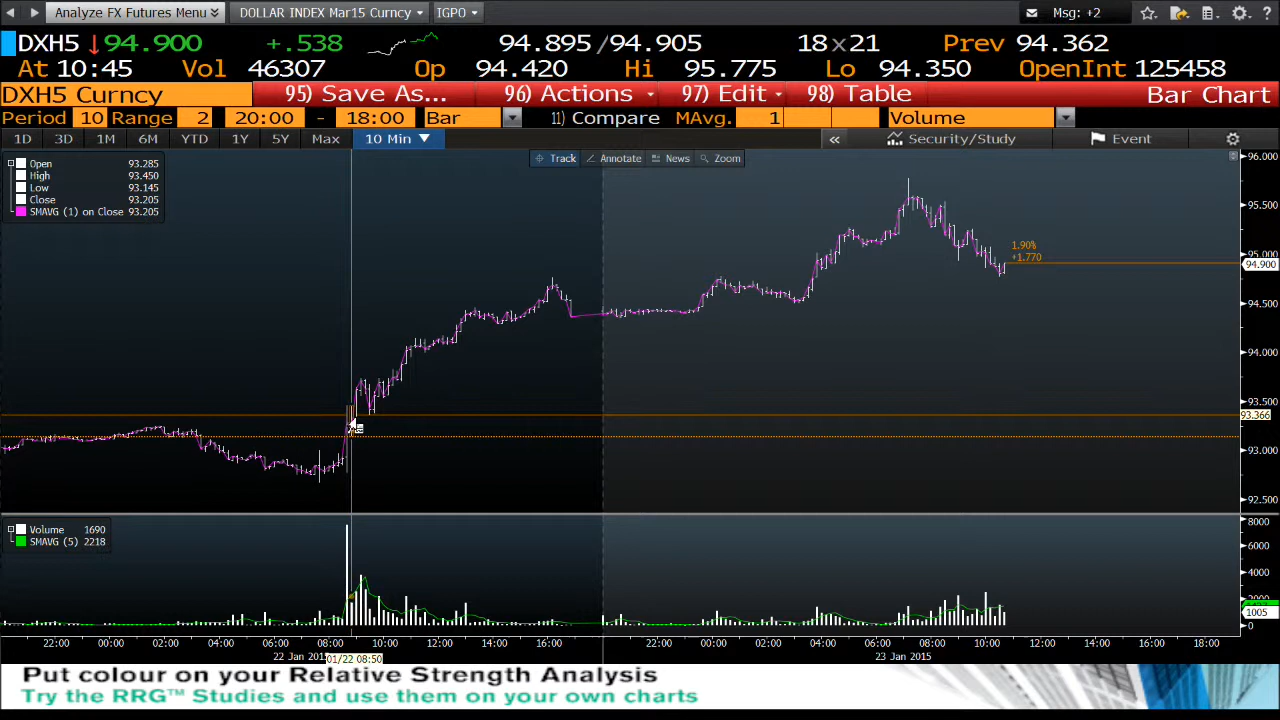 Analyze FX Futures Menu DOLLAR INDEX Mar15 Curncy IGPO Msg: +2
DXH5 94.900 +.538 94.895/94.905 18x21 Prev 94.362
At 10:45 Vol 46307 Op 94.420 Hi 95.775 Lo 94.350 OpenInt 125458
DXH5 Curncy 95) Save As... 96) Actions 97) Edit 98) Table Bar Chart
Period 10 Range 2 20:00 - 18:00 Bar 11) Compare MAvg. 1 Volume
1D 3D 1M 6M YTD 1Y 5Y Max 10 Min « Security/Study Event
Track Annotate News Zoom
Open 93.285
High 93.450
Low 93.145
Close 93.205
SMAVG (1) on Close 93.205
96.000
95.500
1.90%
+1.770
95.000
94.900
94.500
94.000
93.500
93.366
93.000
92.500
Volume 1690
SMAVG (5) 2218
8000
6000
4000
2000
1005
0
22:00 00:00 02:00 04:00 06:00 08:00 10:00 12:00 14:00 16:00 22:00 00:00 02:00 04:00 06:00 08:00 10:00 12:00 14:00 16:00 18:00
22 Jan 2015 01/22 08:50 23 Jan 2015
Put colour on your Relative Strength Analysis
Try the RRG™ Studies and use them on your own charts